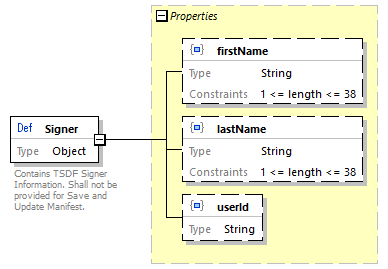 Properties
firstName
Type String
Constraints 1 <= length <= 38
Def Signer
Type Object
Contains TSDF Signer
Information. Shall not be
provided for Save and
Update Manifest.
lastName
Type String
Constraints 1 <= length <= 38
userId
Type String